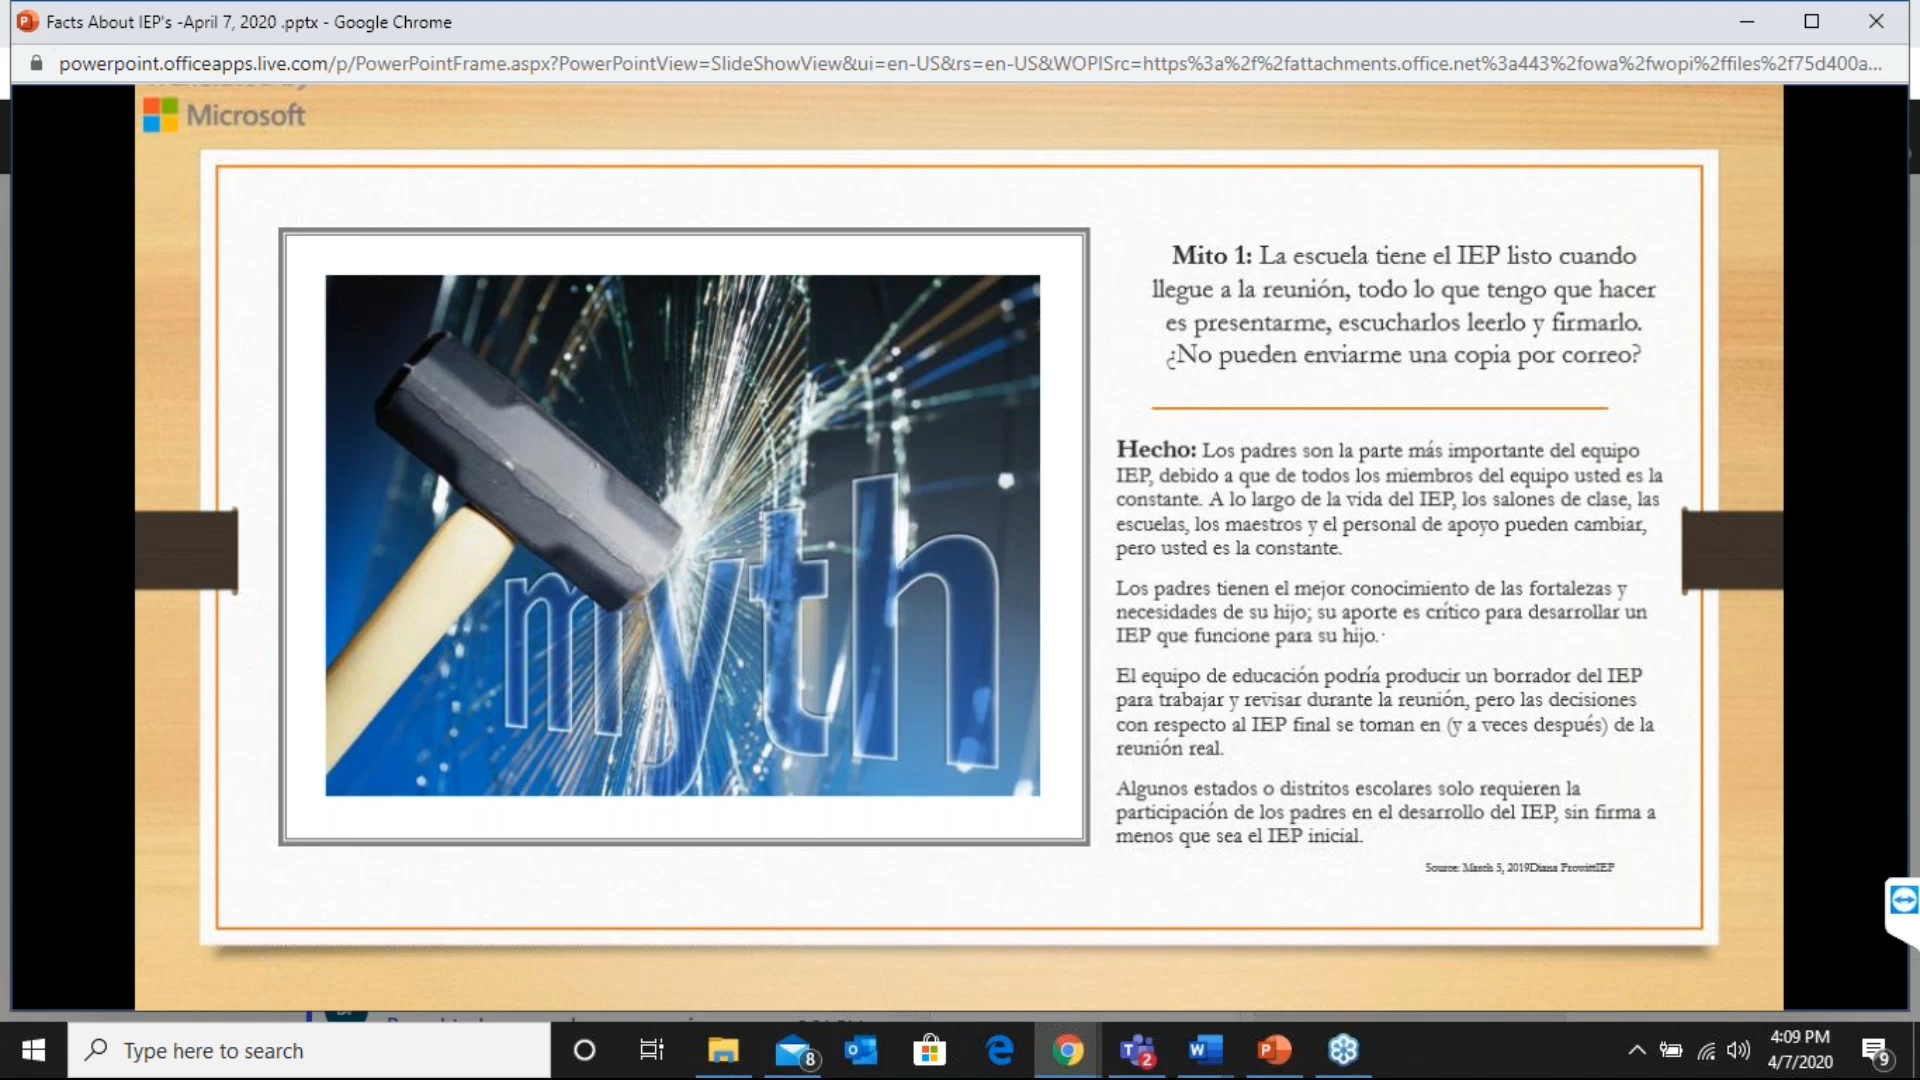 Facts About IEP's -April 7, 2020 .pptx - Google Chrome
powerpoint.officeapps.live.com/p/PowerPointFrame.aspx?PowerPointView=SlideShowView&ui=en-US&rs=en-US&WOPISrc=https%3a%2f%2fattachments.office.net%3a443%2fowa%2fwopi%2ffiles%2f75d400a...
Microsoft
myth
Mito 1: La escuela tiene el IEP listo cuando
llegue a la reunión, todo lo que tengo que hacer
es presentarme, escucharlos leerlo y firmarlo.
¿No pueden enviarme una copia por correo?
Hecho: Los padres son la parte más importante del equipo
IEP, debido a que de todos los miembros del equipo usted es la
constante. A lo largo de la vida del IEP, los salones de clase, las
escuelas, los maestros y el personal de apoyo pueden cambiar,
pero usted es la constante.
Los padres tienen el mejor conocimiento de las fortalezas y
necesidades de su hijo; su aporte es crítico para desarrollar un
IEP que funcione para su hijo.·
El equipo de educación podría producir un borrador del IEP
para trabajar y revisar durante la reunión, pero las decisiones
con respecto al IEP final se toman en (y a veces después) de la
reunión real.
Algunos estados o distritos escolares solo requieren la
participación de los padres en el desarrollo del IEP, sin firma a
menos que sea el IEP inicial.
Source: March 5, 2019Diana
Type here to search
8
2
4:09 PM
4/7/2020
9